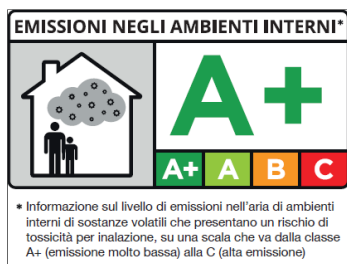 EMISSIONI NEGLI AMBIENTI INTERNI*
A+
A+ A B C
* Informazione sul livello di emissioni nell'aria di ambienti
interni di sostanze volatili che presentano un rischio di
tossicità per inalazione, su una scala che va dalla classe
A+ (emissione molto bassa) alla C (alta emissione)